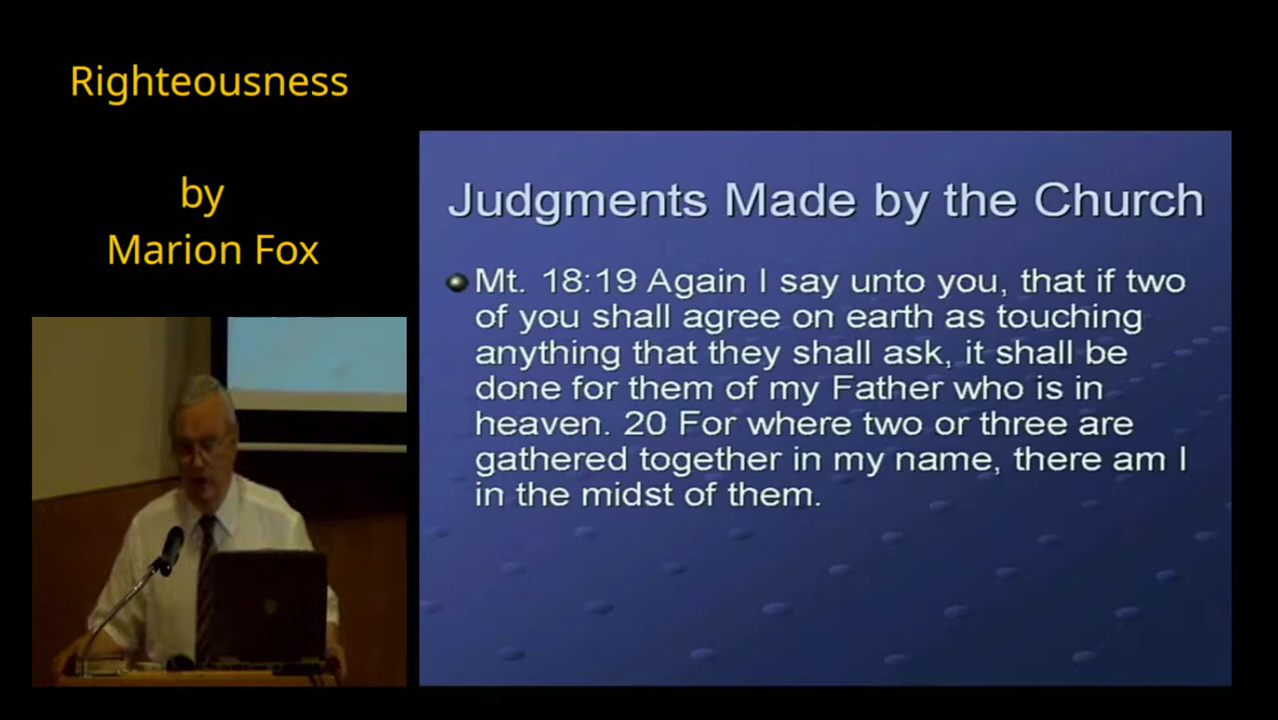 Righteousness
by
Marion Fox
Judgments Made by the Church
Mt. 18:19 Again I say unto you, that if two
of you shall agree on earth as touching
anything that they shall ask, it shall be
done for them of my Father who is in
heaven. 20 For where two or three are
gathered together in my name, there am I
in the midst of them.